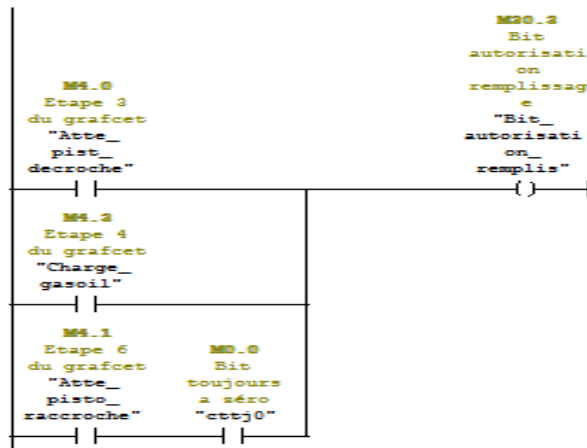 M20.2
Bit
autorisati
on
remplissag
e
"Bit_
autorisati
on_
remplis"
M4.0
Etape 3
du grafcet
"Atte_
pist_
decroche"
M4.2
Etape 4
du grafcet
"Charge_
gasoil"
M4.1
Etape 6
du grafcet
"Atte_
pisto_
raccroche"
M0.0
Bit
toujours
a zéro
"cttj0"